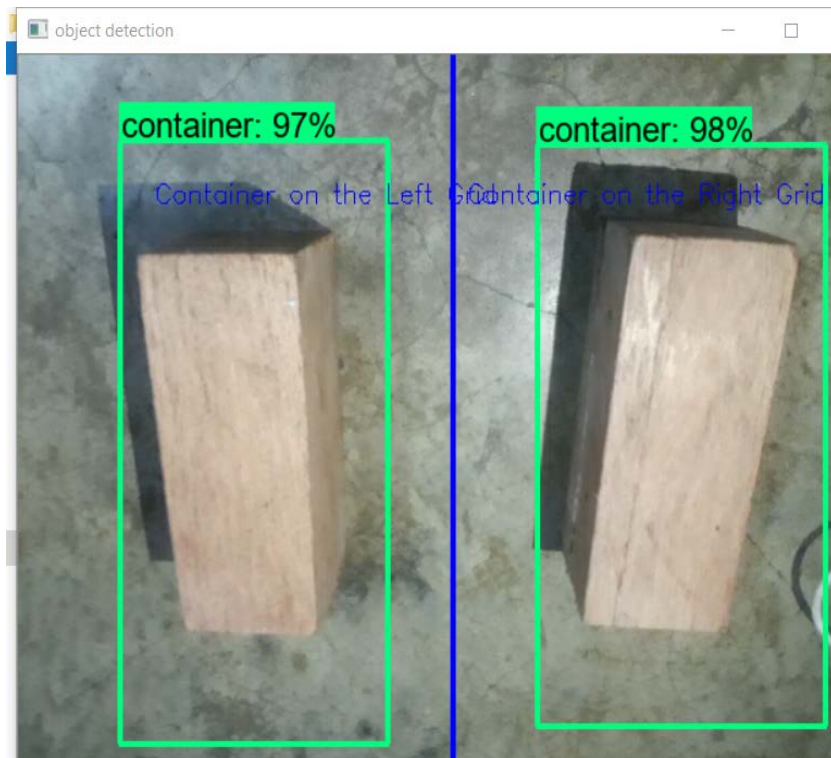 object detection
container: 97%
container: 98%
Container on the Left Grid
Container on the Right Grid